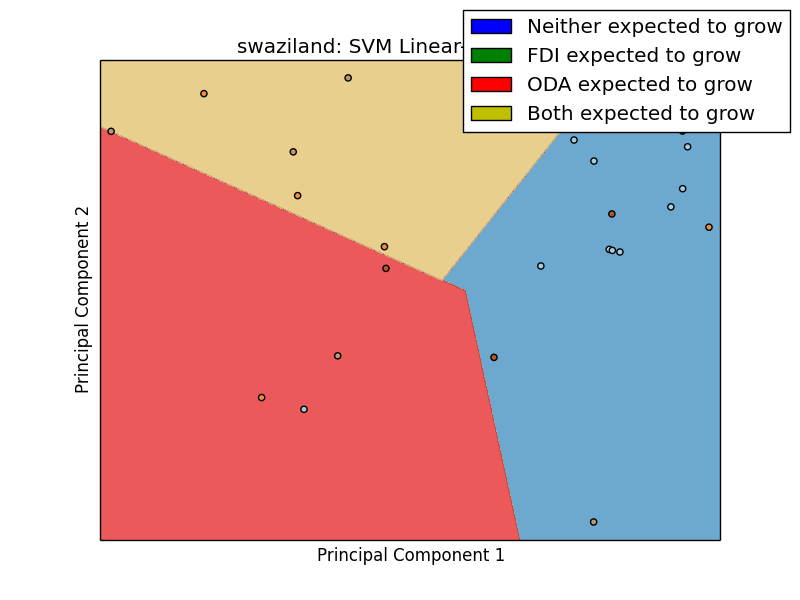 swaziland: SVM Linear-
Neither expected to grow
FDI expected to grow
ODA expected to grow
Both expected to grow
Principal Component 2
Principal Component 1